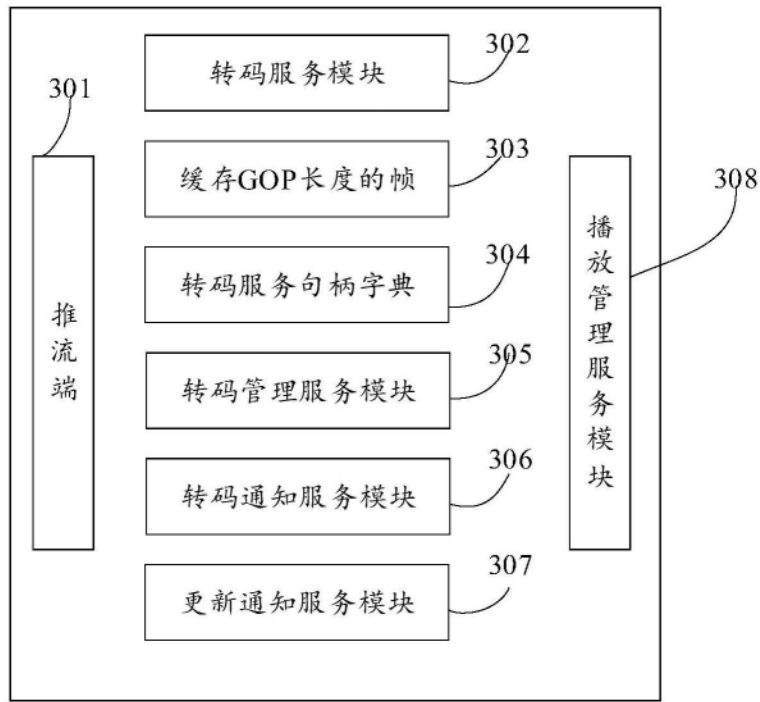 转码服务模块
302
301
缓存GOP长度的帧
303
308
转码服务句柄字典
304
推流端
转码管理服务模块
305
播放管理服务模块
转码通知服务模块
306
更新通知服务模块
307